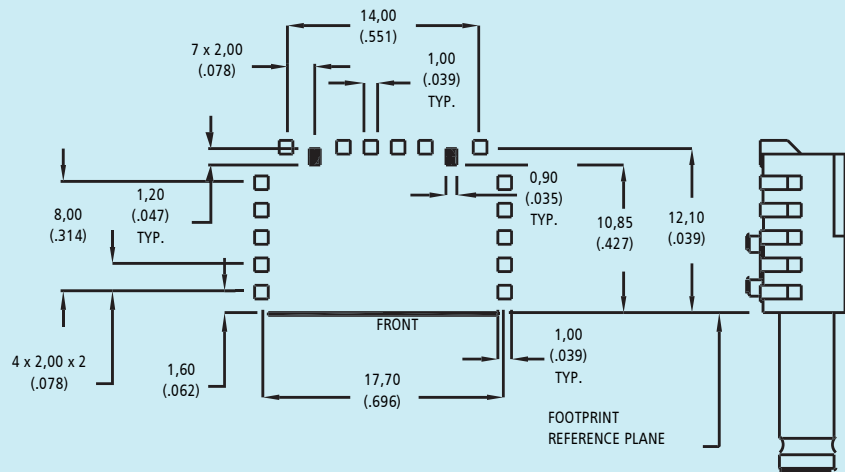 14,00
(.551)
7 x 2,00
(.078)
1,00
(.039)
TYP.
1,20
(.047)
TYP.
8,00
(.314)
0,90
(.035)
TYP.
10,85
(.427)
12,10
(.039)
FRONT
4 x 2,00 x 2
(.078)
1,60
(.062)
17,70
(.696)
1,00
(.039)
TYP.
FOOTPRINT
REFERENCE PLANE